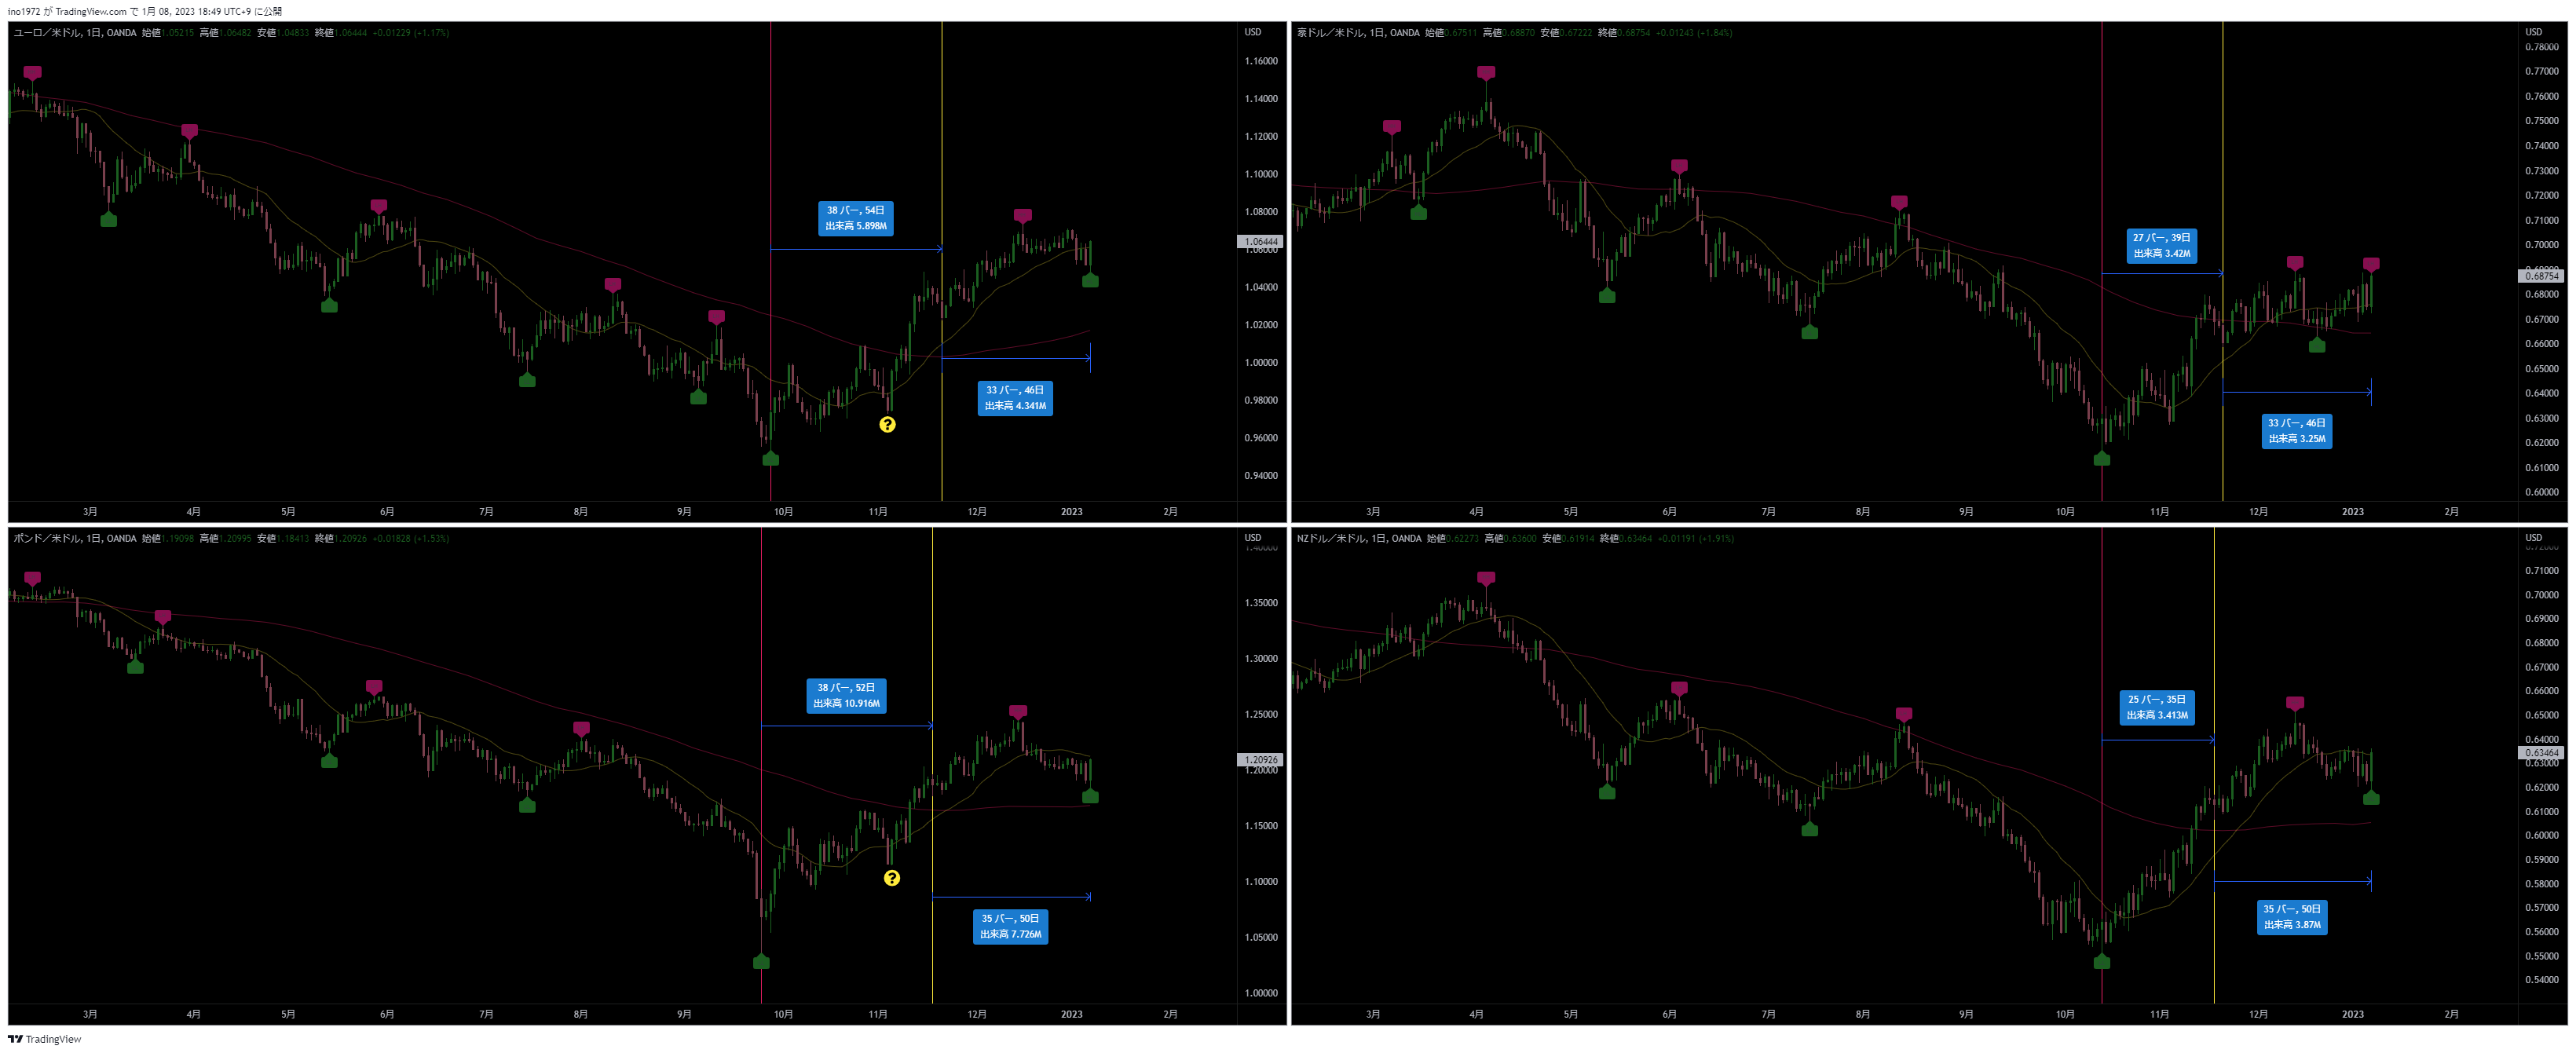 ino1972 が TradingView.com で 1月 08, 2023 18:49 UTC+9 に公開
ユーロ／米ドル, 1日, OANDA 始値1.05215 高値1.06482 安値1.04833 終値1.06444 +0.01229 (+1.17%)
USD
1.16000
1.14000
1.12000
1.10000
1.08000
1.06444
1.06000
1.04000
1.02000
1.00000
0.98000
0.96000
0.94000
38 バー, 54日
出来高 5.898M
33 バー, 46日
出来高 4.341M
?
3月 4月 5月 6月 7月 8月 9月 10月 11月 12月 2023 2月
豪ドル／米ドル, 1日, OANDA 始値0.67511 高値0.68870 安値0.67222 終値0.68754 +0.01243 (+1.84%)
USD
0.78000
0.77000
0.76000
0.75000
0.74000
0.73000
0.72000
0.71000
0.70000
0.69000
0.68754
0.68000
0.67000
0.66000
0.65000
0.64000
0.63000
0.62000
0.61000
0.60000
27 バー, 39日
出来高 3.42M
33 バー, 46日
出来高 3.25M
3月 4月 5月 6月 7月 8月 9月 10月 11月 12月 2023 2月
ポンド／米ドル, 1日, OANDA 始値1.19098 高値1.20995 安値1.18413 終値1.20926 +0.01828 (+1.53%)
USD
1.40000
1.35000
1.30000
1.25000
1.20926
1.20000
1.15000
1.10000
1.05000
1.00000
38 バー, 52日
出来高 10.916M
35 バー, 50日
出来高 7.726M
?
3月 4月 5月 6月 7月 8月 9月 10月 11月 12月 2023 2月
NZドル／米ドル, 1日, OANDA 始値0.62273 高値0.63600 安値0.61914 終値0.63464 +0.01191 (+1.91%)
USD
0.72000
0.71000
0.70000
0.69000
0.68000
0.67000
0.66000
0.65000
0.64000
0.63464
0.63000
0.62000
0.61000
0.60000
0.59000
0.58000
0.57000
0.56000
0.55000
0.54000
25 バー, 35日
出来高 3.413M
35 バー, 50日
出来高 3.87M
3月 4月 5月 6月 7月 8月 9月 10月 11月 12月 2023 2月
TradingView